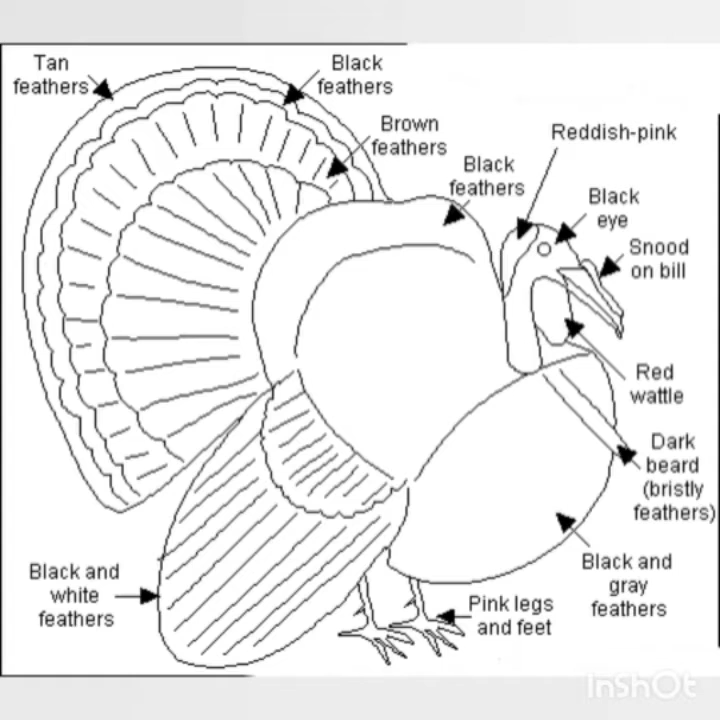 Tan
feathers
Black
feathers
Brown
feathers
Reddish-pink
Black
feathers
Black
eye
Snood
on bill
Red
wattle
Dark
beard
(bristly
feathers)
Black and
gray
feathers
Black and
white
feathers
Pink legs
and feet
InShOt